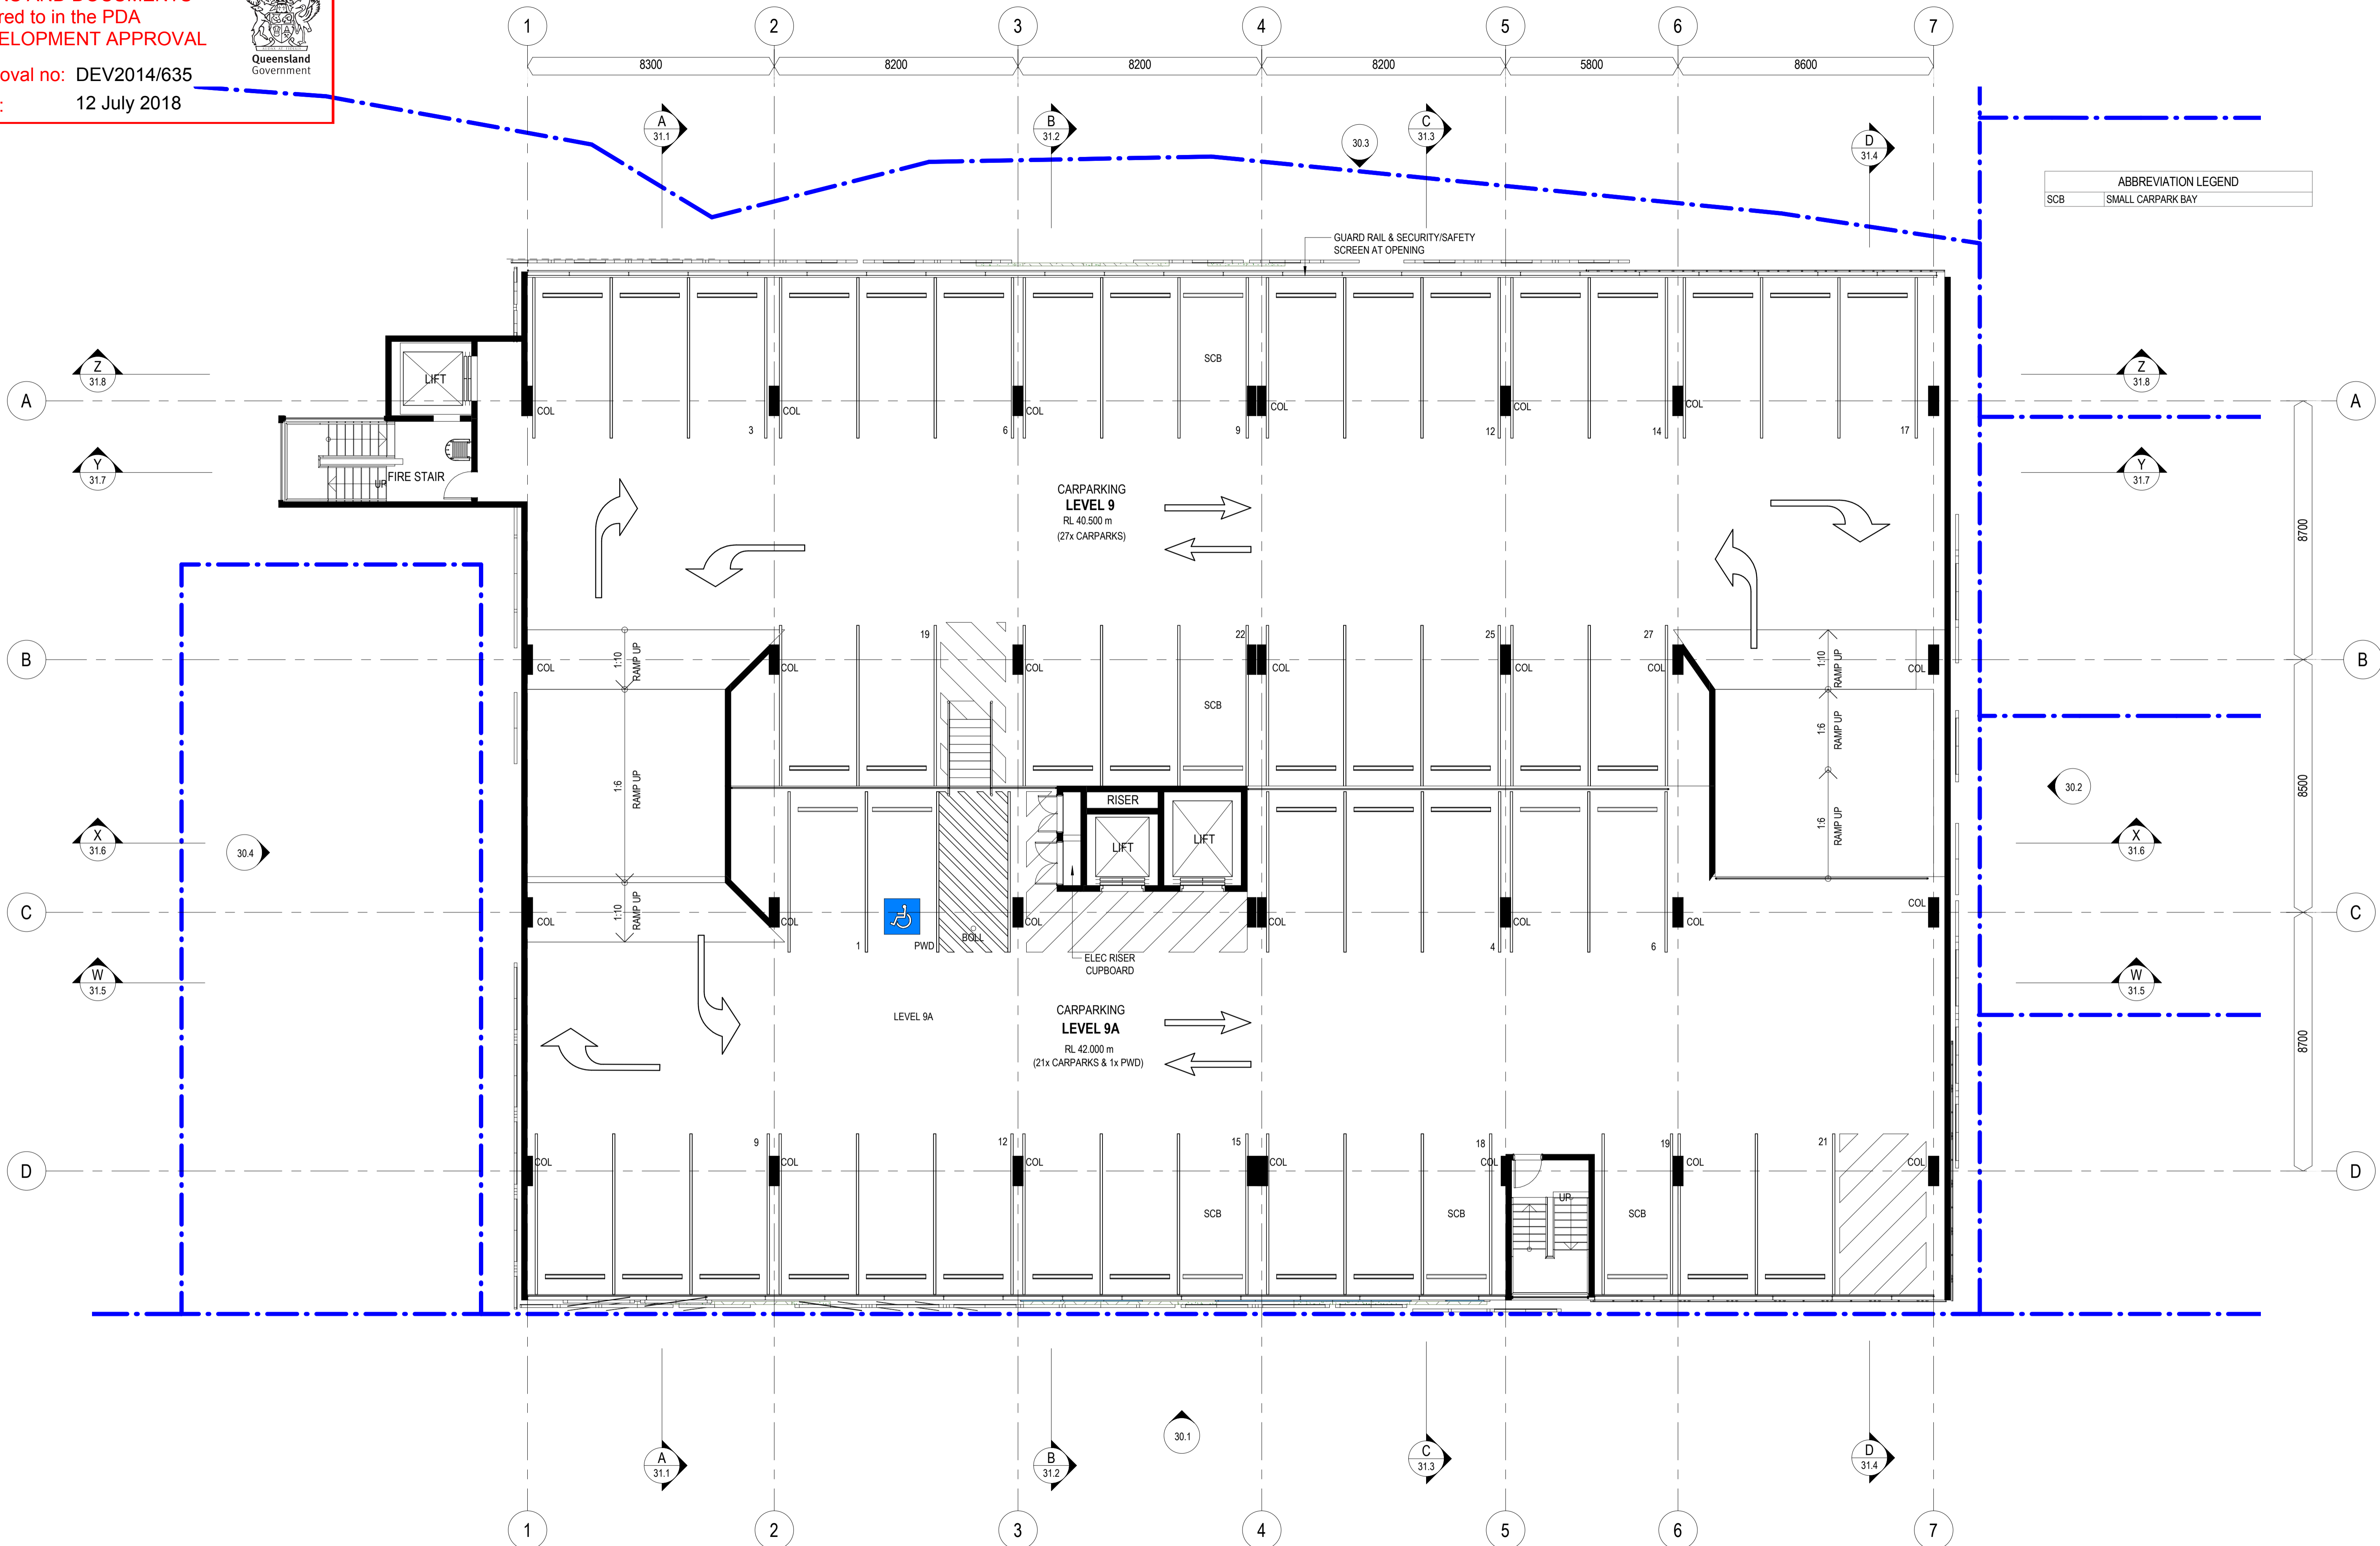 red to in the PDA
ELOPMENT APPROVAL
oval no: DEV2014/635
: 12 July 2018
Queensland
Government
1 2 3 4 5 6 7
8300 8200 8200 8200 5800 8600
A 31.1
B 31.2
30.3
C 31.3
D 31.4
ABBREVIATION LEGEND
SCB SMALL CARPARK BAY
GUARD RAIL & SECURITY/SAFETY
SCREEN AT OPENING
Z 31.8
LIFT
SCB
Z 31.8
A
COL COL COL COL COL COL
A
3 6 9 12 14 17
Y 31.7
FIRE STAIR
UP
CARPARKING
LEVEL 9
RL 40.500 m
(27x CARPARKS)
Y 31.7
8700
19 22 25 27
B
COL COL COL COL COL COL COL
B
1:10
RAMP UP
1:10
RAMP UP
SCB
1:6
RAMP UP
1:6
RAMP UP
1:6
RAMP UP
8500
30.2
RISER
LIFT
LIFT
X 31.6
30.4
X 31.6
C
COL COL COL COL COL COL COL
C
1:10
RAMP UP
1 PWD BOLL 4 6
ELEC RISER
CUPBOARD
W 31.5
W 31.5
LEVEL 9A
CARPARKING
LEVEL 9A
RL 42.000 m
(21x CARPARKS & 1x PWD)
8700
9 12 15 18 19 21
D
COL COL COL COL COL COL COL
D
UP
SCB SCB SCB
30.1
A 31.1
B 31.2
C 31.3
D 31.4
1 2 3 4 5 6 7